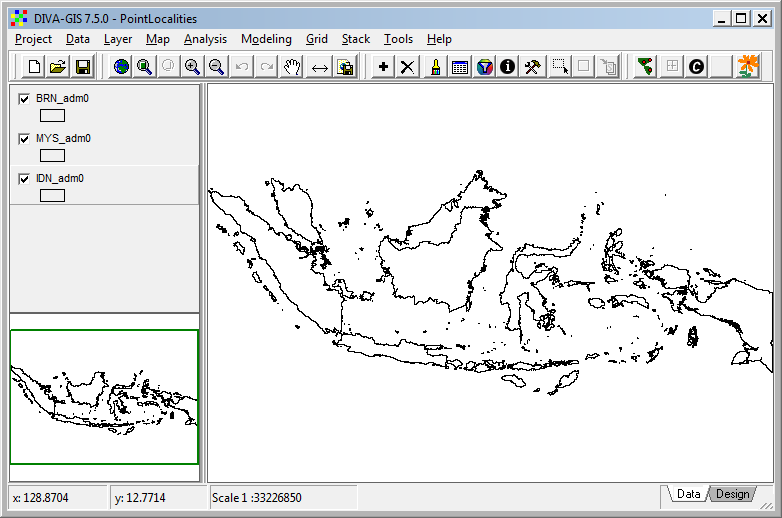 DIVA-GIS 7.5.0 - PointLocalities
Project Data Layer Map Analysis Modeling Grid Stack Tools Help
BRN_adm0
MYS_adm0
IDN_adm0
x: 128.8704 y: 12.7714 Scale 1 :33226850 Data Design